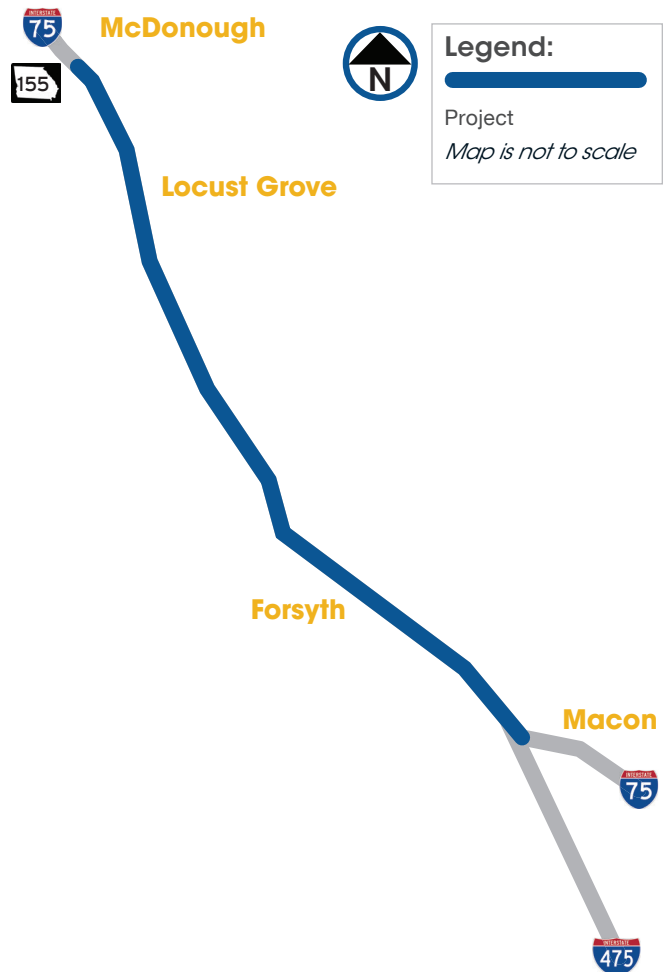 INTERSTATE
75
McDonough
155
N
Legend:
Project
Map is not to scale
Locust Grove
Forsyth
Macon
INTERSTATE
75
INTERSTATE
475